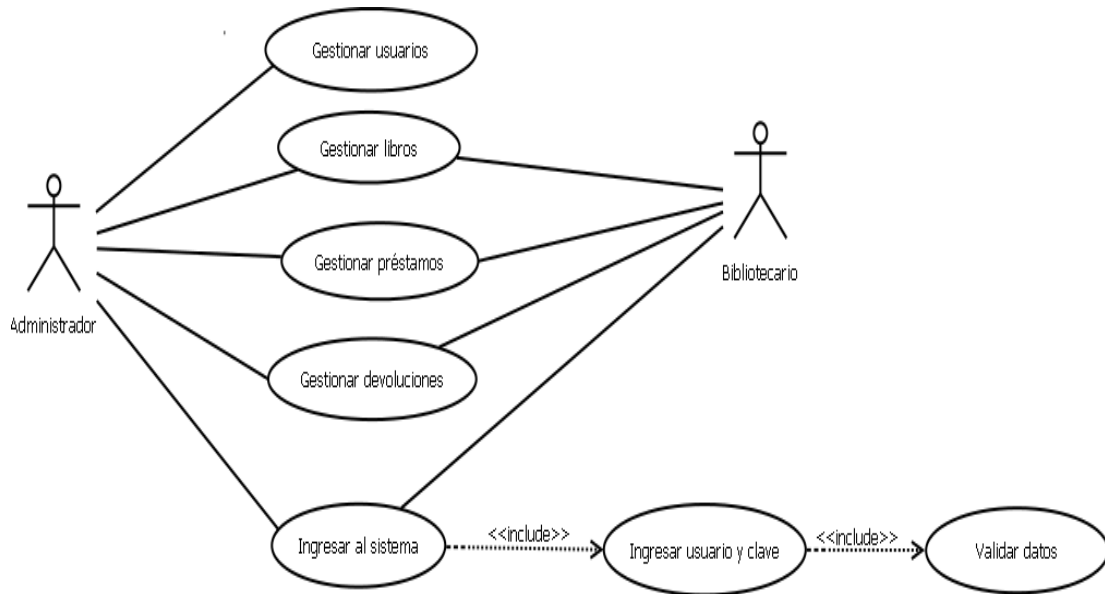 Gestionar usuarios
Gestionar libros
Administrador
Gestionar préstamos
Bibliotecario
Gestionar devoluciones
Ingresar al sistema
<<include>>
Ingresar usuario y clave
<<include>>
Validar datos